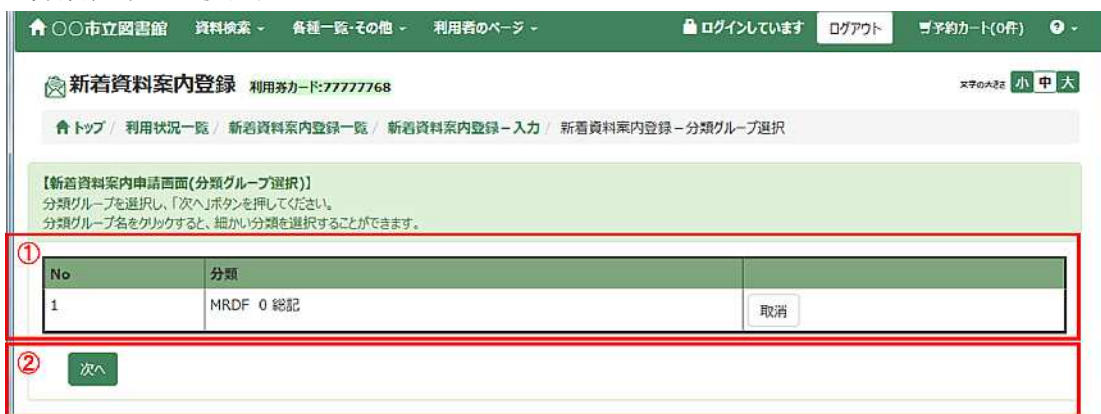 ○○市立図書館 資料検索 各種一覧・その他 利用者のページ ログインしています ログアウト 予約カート(0件)
新着資料案内登録 利用券カード:77777768 文字の大きさ 小 中 大
トップ / 利用状況一覧 / 新着資料案内登録一覧 / 新着資料案内登録-入力 / 新着資料案内登録-分類グループ選択
【新着資料案内申請画面(分類グループ選択)】
分類グループを選択し、「次へ」ボタンを押してください。
分類グループ名をクリックすると、細かい分類を選択することができます。
①
No 分類
1 MRDF 0 総記 取消
②
次へ